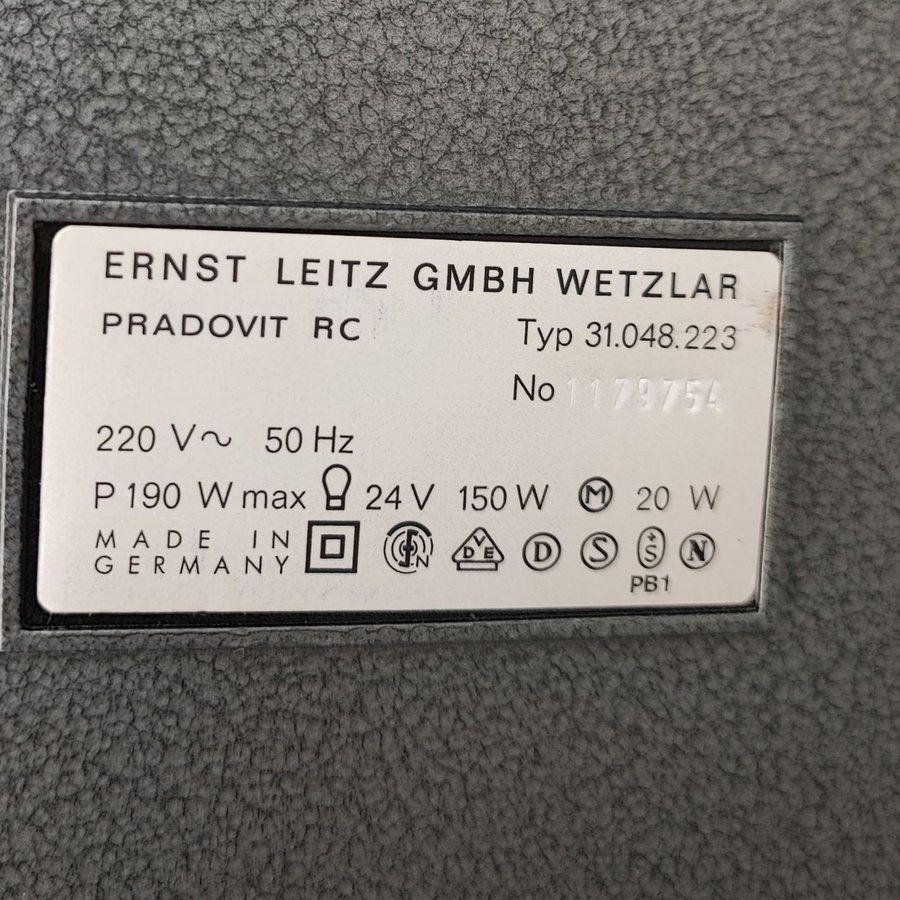 ERNST LEITZ GMBH WETZLAR
PRADOVIT RC Typ 31.048.223
No 1179754
220 V~ 50 Hz
P 190 W max 24 V 150 W M 20 W
MADE IN
GERMANY
VDE D S +S N
PB1